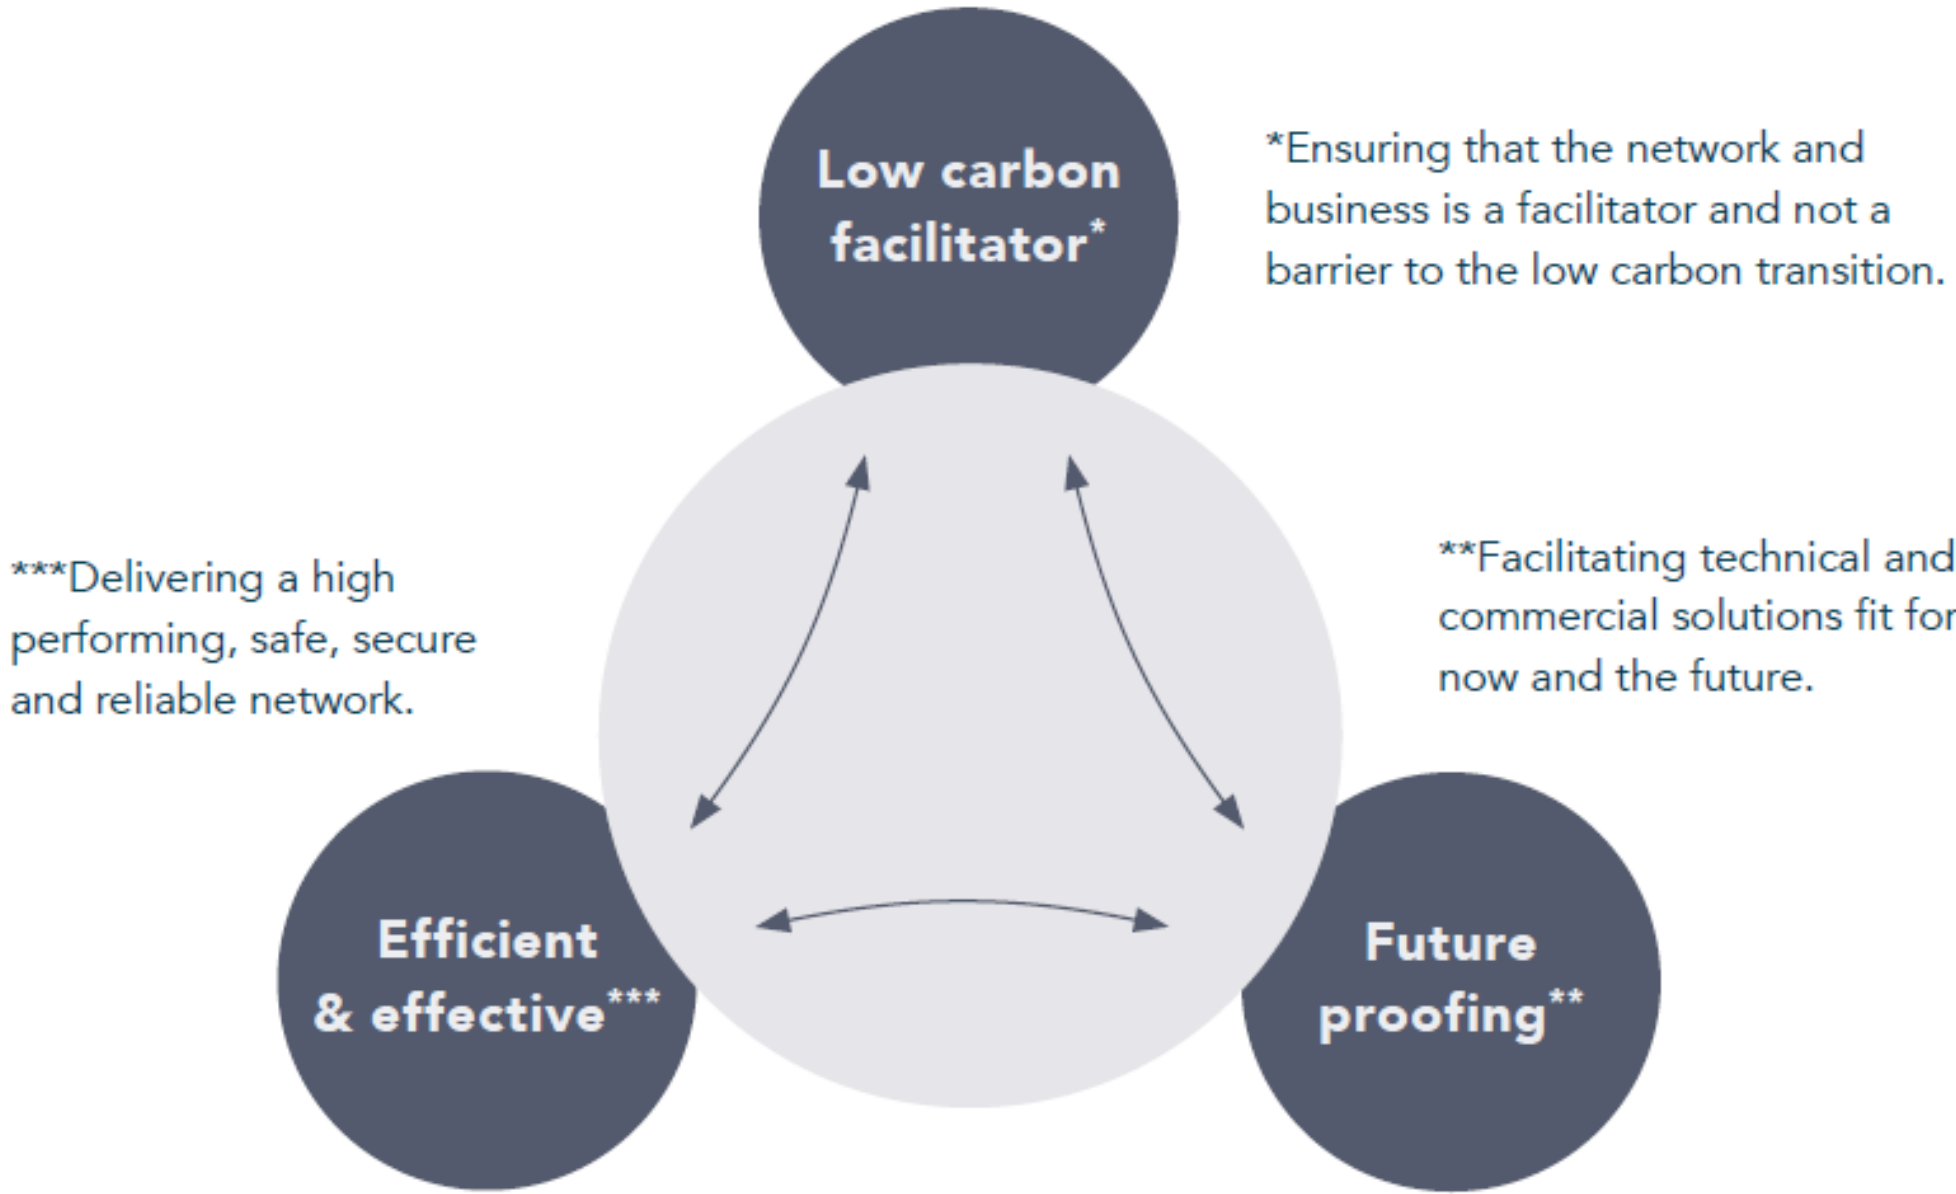 Low carbon
facilitator*
*Ensuring that the network and
business is a facilitator and not a
barrier to the low carbon transition.
***Delivering a high
performing, safe, secure
and reliable network.
**Facilitating technical and
commercial solutions fit for
now and the future.
Efficient
& effective***
Future
proofing**